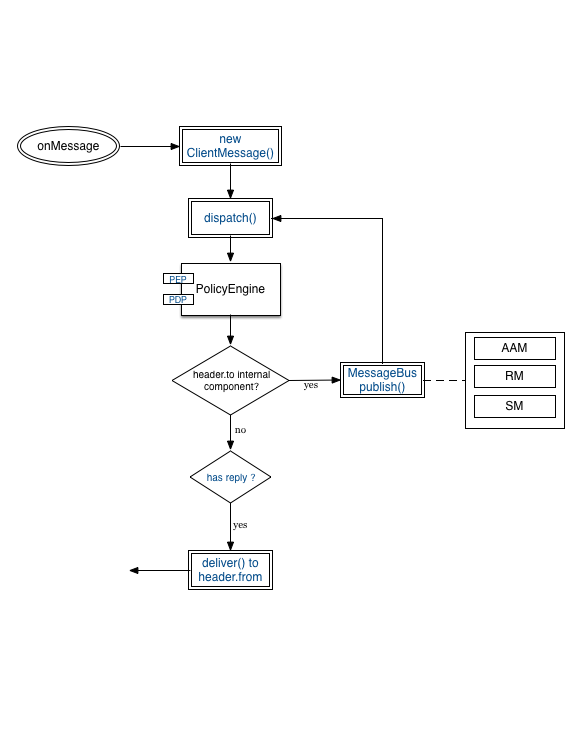 onMessage
new
ClientMessage()
dispatch()
PEP
PolicyEngine
PDP
header.to internal
component?
yes
MessageBus
publish()
AAM
RM
SM
no
has reply ?
yes
deliver() to
header.from